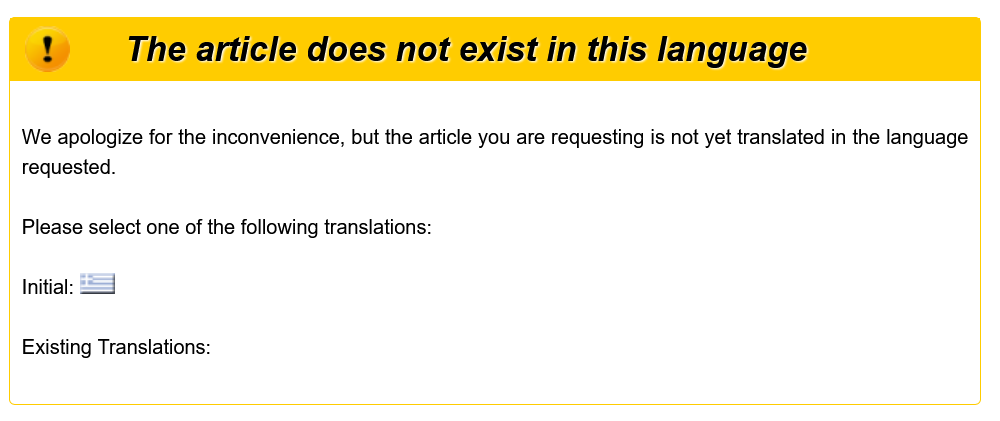 The article does not exist in this language
We apologize for the inconvenience, but the article you are requesting is not yet translated in the language
requested.
Please select one of the following translations:
Initial:
Existing Translations: